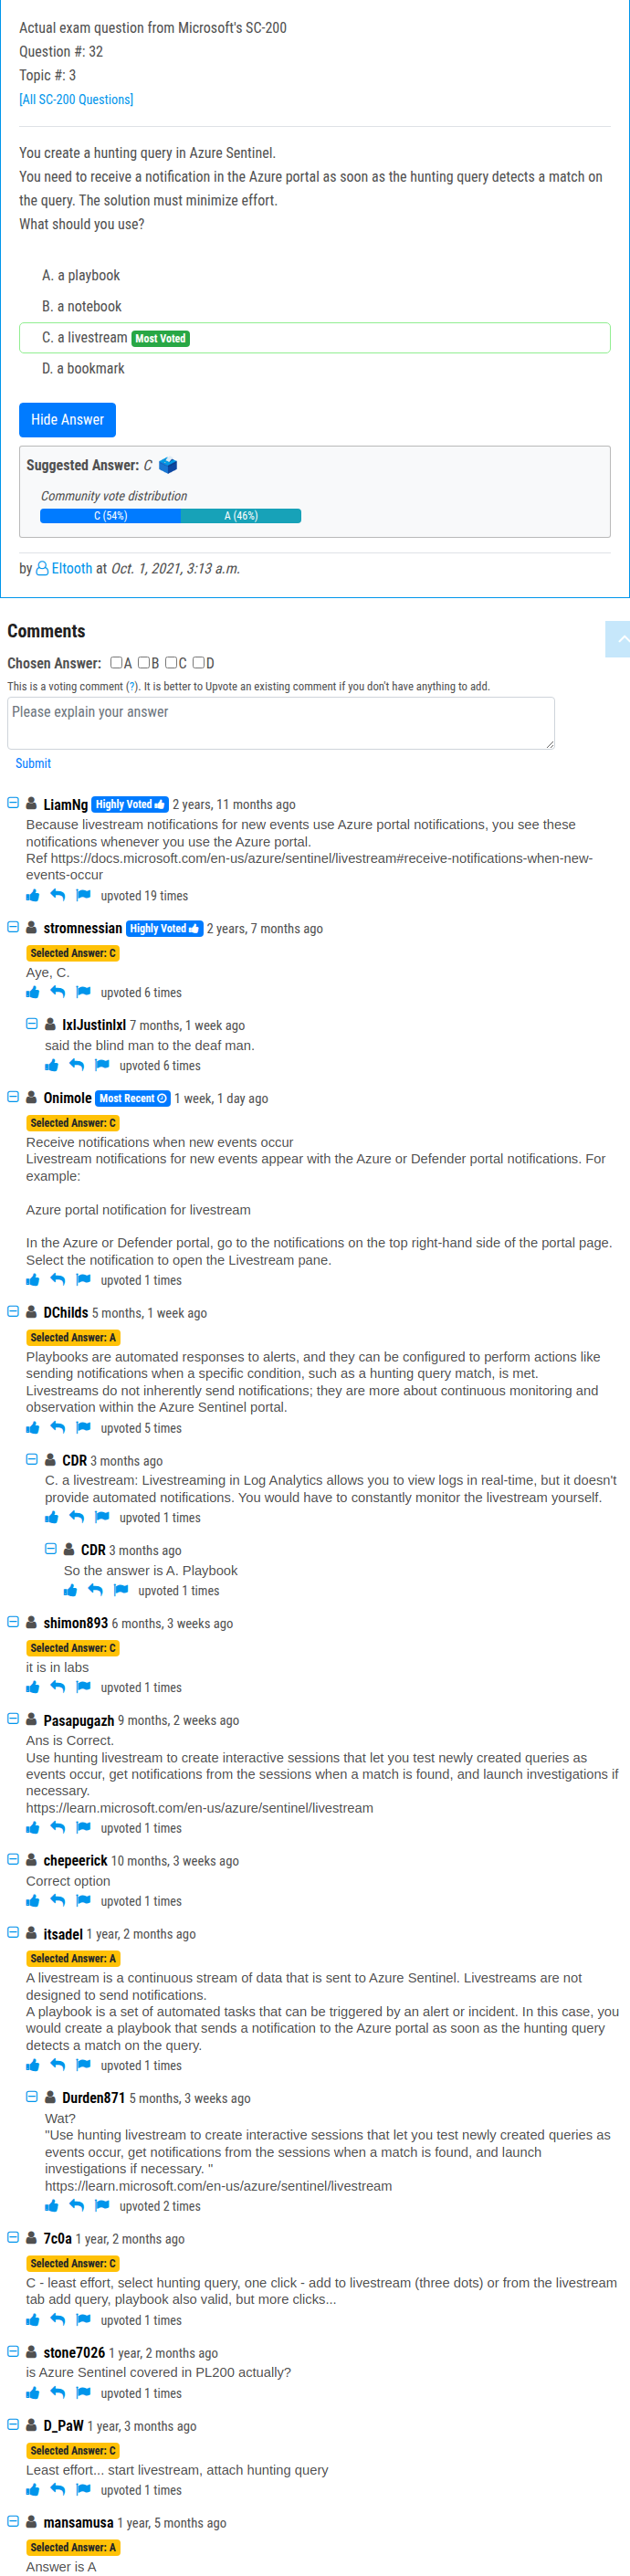 Actual exam question from Microsoft's SC-200
Question #: 32
Topic #: 3
[All SC-200 Questions]
You create a hunting query in Azure Sentinel.
You need to receive a notification in the Azure portal as soon as the hunting query detects a match on
the query. The solution must minimize effort.
What should you use?
A. a playbook
B. a notebook
C. a livestream Most Voted
D. a bookmark
Hide Answer
Suggested Answer: C
Community vote distribution
C (54%) A (46%)
by Eltooth at Oct. 1, 2021, 3:13 a.m.
Comments
Chosen Answer: A B C D
This is a voting comment (?). It is better to Upvote an existing comment if you don't have anything to add.
Please explain your answer
Submit
LiamNg Highly Voted 2 years, 11 months ago
Because livestream notifications for new events use Azure portal notifications, you see these
notifications whenever you use the Azure portal.
Ref https://docs.microsoft.com/en-us/azure/sentinel/livestream#receive-notifications-when-new-
events-occur
upvoted 19 times
stromnessian Highly Voted 2 years, 7 months ago
Selected Answer: C
Aye, C.
upvoted 6 times
lxlJustinlxl 7 months, 1 week ago
said the blind man to the deaf man.
upvoted 6 times
Onimole Most Recent 1 week, 1 day ago
Selected Answer: C
Receive notifications when new events occur
Livestream notifications for new events appear with the Azure or Defender portal notifications. For
example:
Azure portal notification for livestream
In the Azure or Defender portal, go to the notifications on the top right-hand side of the portal page.
Select the notification to open the Livestream pane.
upvoted 1 times
DChilds 5 months, 1 week ago
Selected Answer: A
Playbooks are automated responses to alerts, and they can be configured to perform actions like
sending notifications when a specific condition, such as a hunting query match, is met.
Livestreams do not inherently send notifications; they are more about continuous monitoring and
observation within the Azure Sentinel portal.
upvoted 5 times
CDR 3 months ago
C. a livestream: Livestreaming in Log Analytics allows you to view logs in real-time, but it doesn't
provide automated notifications. You would have to constantly monitor the livestream yourself.
upvoted 1 times
CDR 3 months ago
So the answer is A. Playbook
upvoted 1 times
shimon893 6 months, 3 weeks ago
Selected Answer: C
it is in labs
upvoted 1 times
Pasapugazh 9 months, 2 weeks ago
Ans is Correct.
Use hunting livestream to create interactive sessions that let you test newly created queries as
events occur, get notifications from the sessions when a match is found, and launch investigations if
necessary.
https://learn.microsoft.com/en-us/azure/sentinel/livestream
upvoted 1 times
chepeerick 10 months, 3 weeks ago
Correct option
upvoted 1 times
itsadel 1 year, 2 months ago
Selected Answer: A
A livestream is a continuous stream of data that is sent to Azure Sentinel. Livestreams are not
designed to send notifications.
A playbook is a set of automated tasks that can be triggered by an alert or incident. In this case, you
would create a playbook that sends a notification to the Azure portal as soon as the hunting query
detects a match on the query.
upvoted 1 times
Durden871 5 months, 3 weeks ago
Wat?
"Use hunting livestream to create interactive sessions that let you test newly created queries as
events occur, get notifications from the sessions when a match is found, and launch
investigations if necessary. "
https://learn.microsoft.com/en-us/azure/sentinel/livestream
upvoted 2 times
7c0a 1 year, 2 months ago
Selected Answer: C
C - least effort, select hunting query, one click - add to livestream (three dots) or from the livestream
tab add query, playbook also valid, but more clicks...
upvoted 1 times
stone7026 1 year, 2 months ago
is Azure Sentinel covered in PL200 actually?
upvoted 1 times
D_PaW 1 year, 3 months ago
Selected Answer: C
Least effort... start livestream, attach hunting query
upvoted 1 times
mansamusa 1 year, 5 months ago
Selected Answer: A
Answer is A